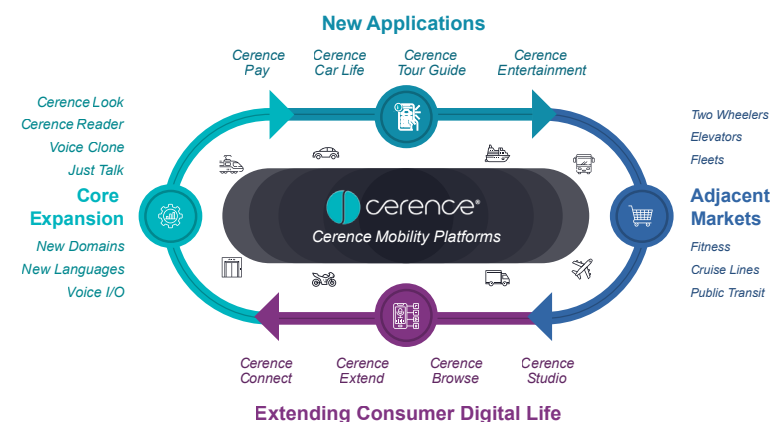 New Applications
Cerence Pay
Cerence Car Life
Cerence Tour Guide
Cerence Entertainment
Cerence Look
Cerence Reader
Voice Clone
Just Talk
Core
Expansion
New Domains
New Languages
Voice I/O
cerence®
Cerence Mobility Platforms
Two Wheelers
Elevators
Fleets
Adjacent
Markets
Fitness
Cruise Lines
Public Transit
Cerence Connect
Cerence Extend
Cerence Browse
Cerence Studio
Extending Consumer Digital Life